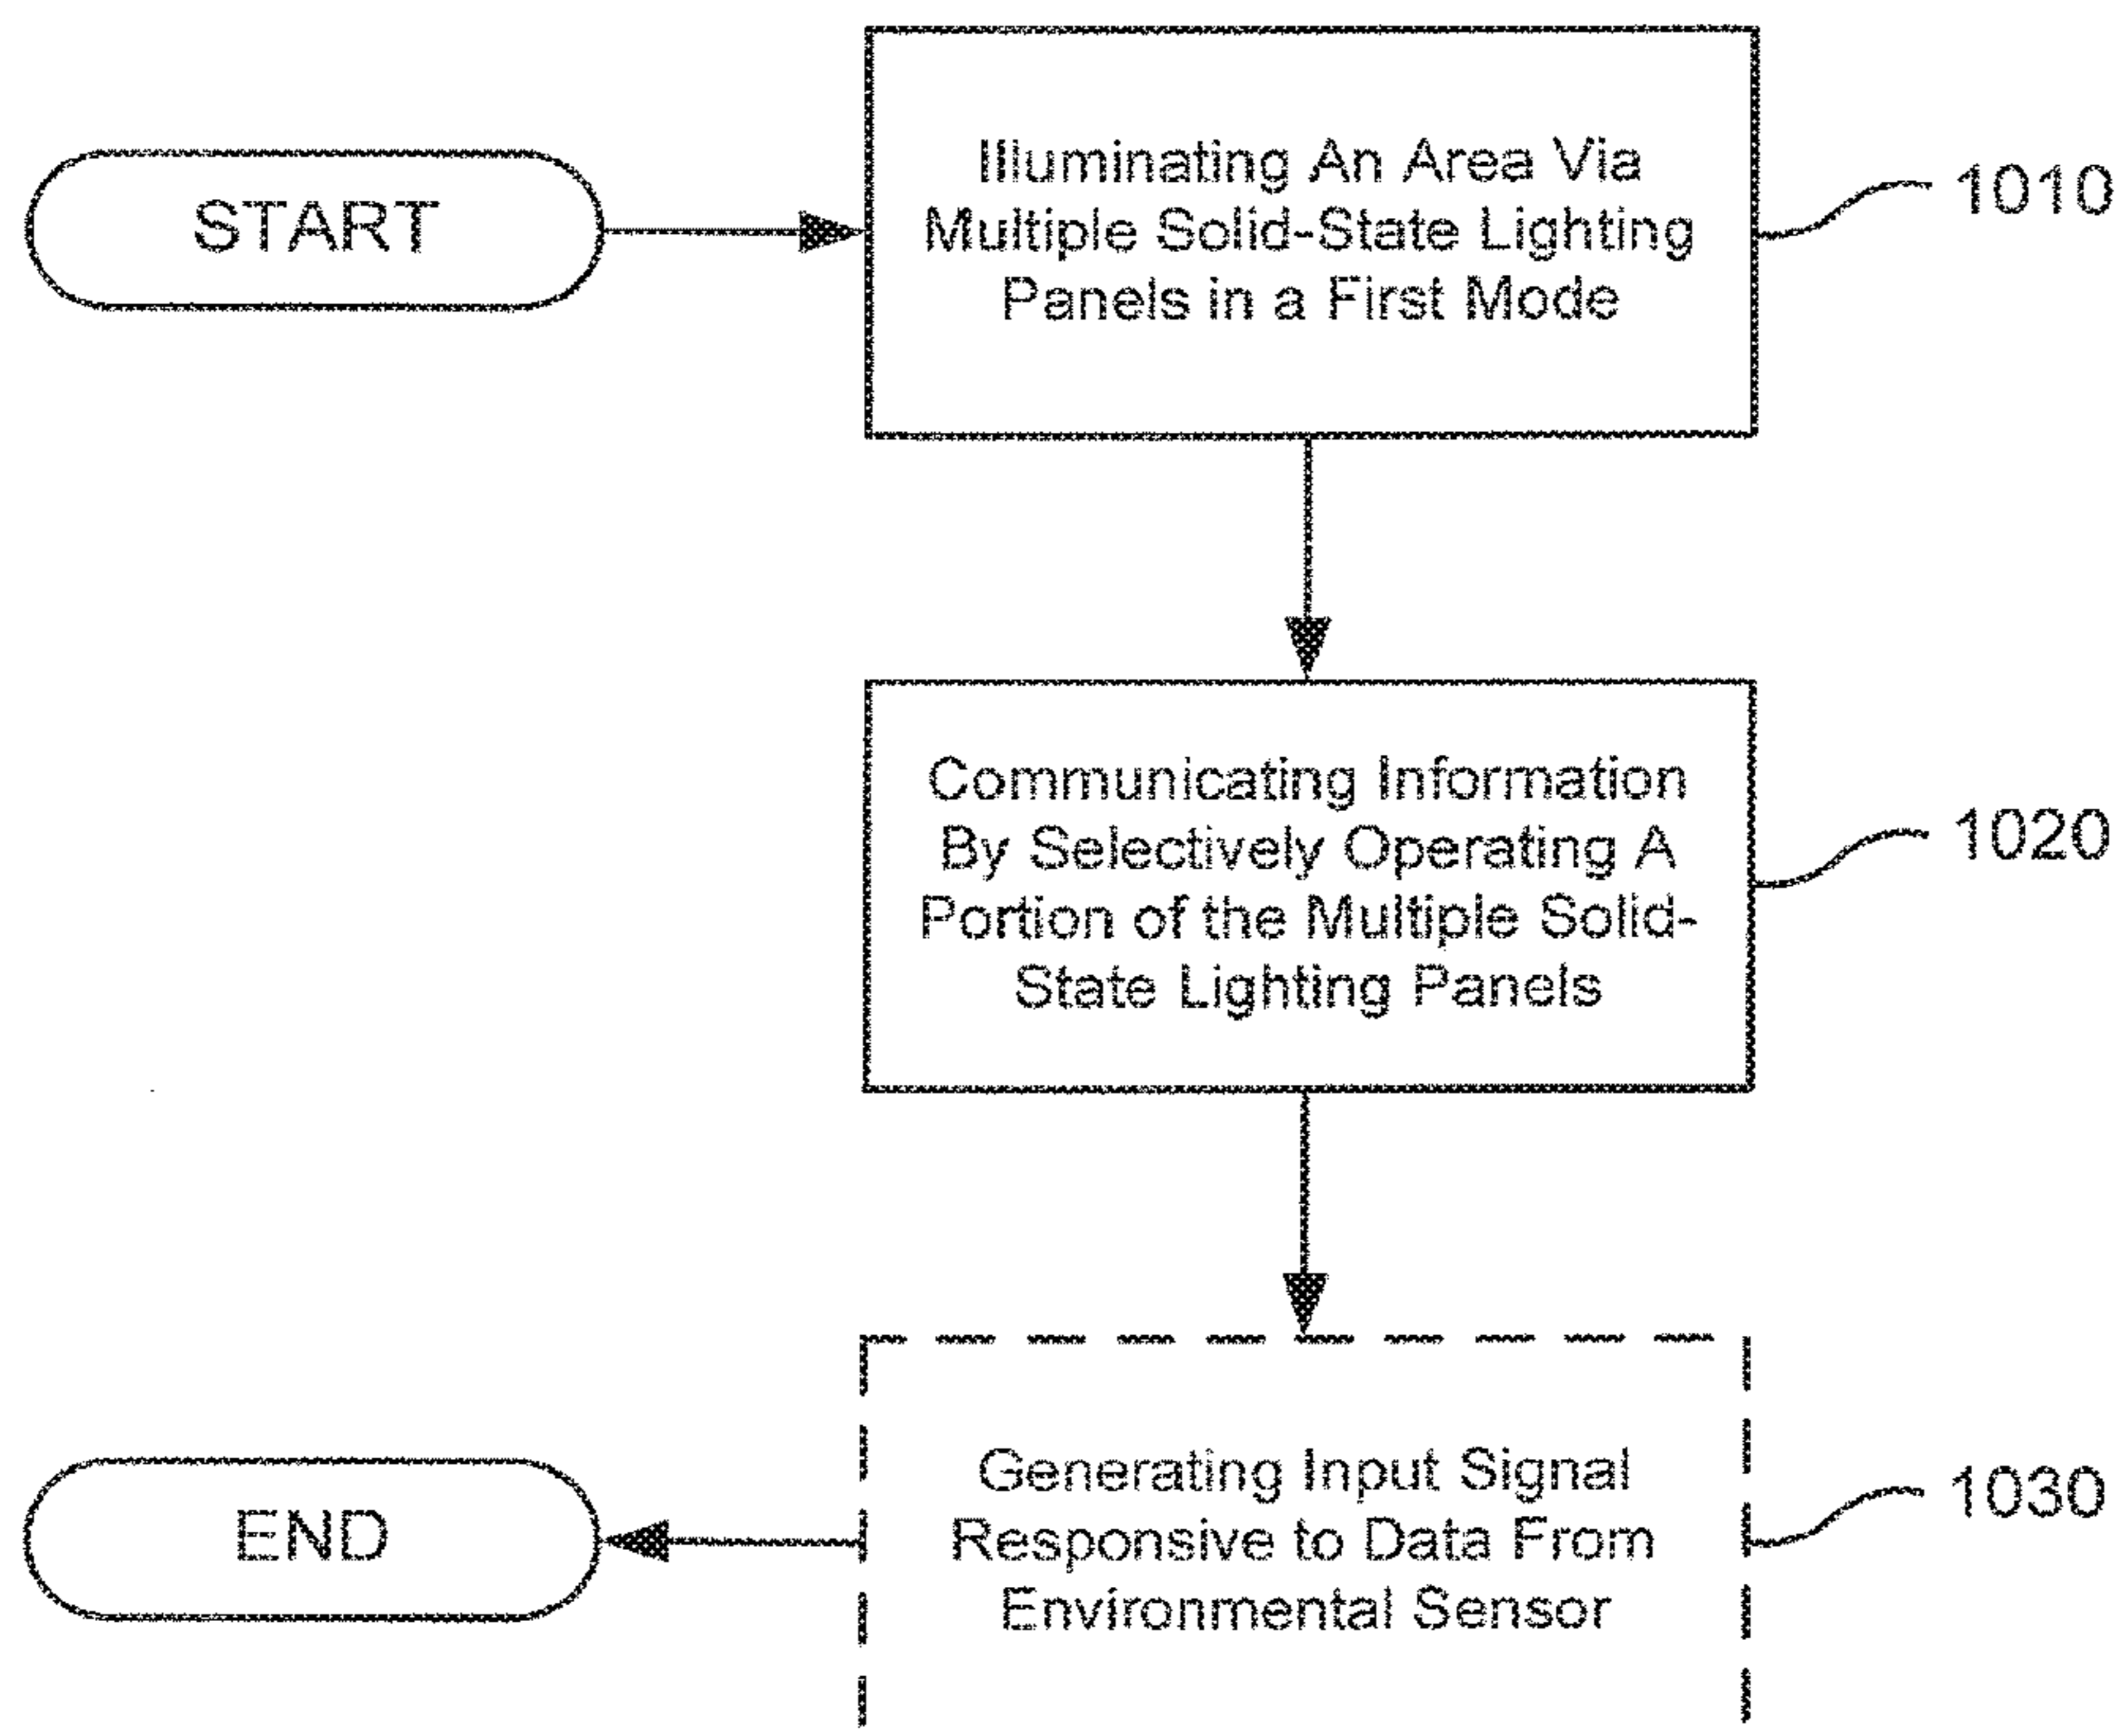 START
Illuminating An Area Via
Multiple Solid-State Lighting
Panels in a First Mode
1010
Communicating Information
By Selectively Operating A
Portion of the Multiple Solid-
State Lighting Panels
1020
Generating Input Signal
Responsive to Data From
Environmental Sensor
1030
END